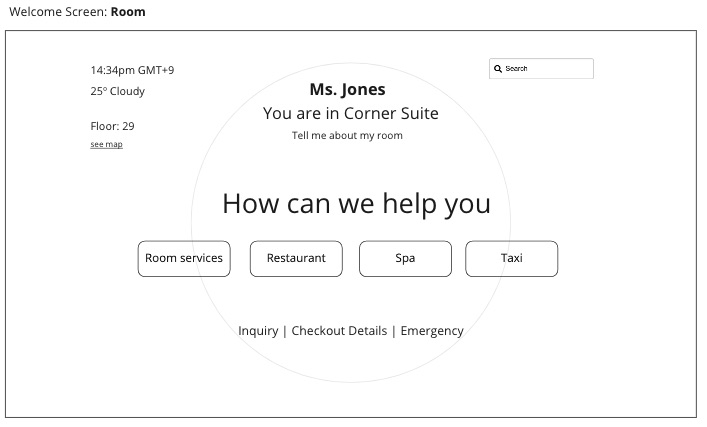 Welcome Screen: Room
14:34pm GMT+9
25º Cloudy
Floor: 29
see map
Search
Ms. Jones
You are in Corner Suite
Tell me about my room
How can we help you
Room services
Restaurant
Spa
Taxi
Inquiry | Checkout Details | Emergency